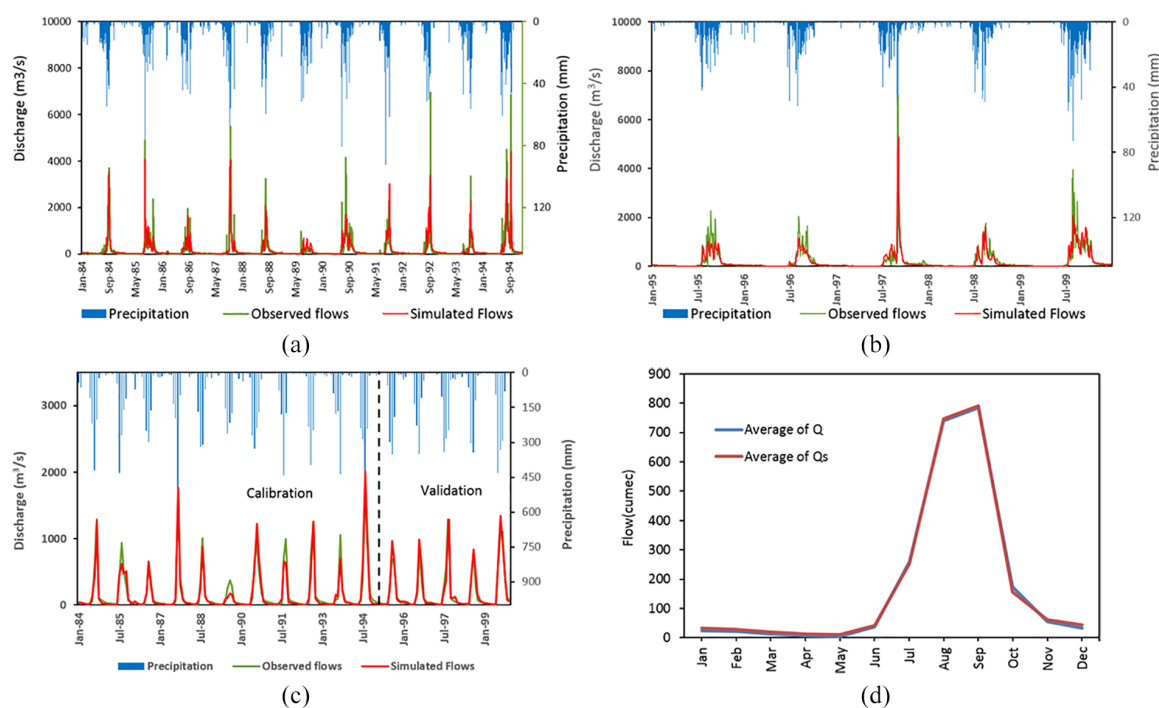 10000
8000
6000
4000
2000
0
Discharge (m3/s)
0
40
80
120
Precipitation (mm)
Jan-84
Sep-84
May-85
Jan-86
Sep-86
May-87
Jan-88
Sep-88
May-89
Jan-90
Sep-90
May-91
Jan-92
Sep-92
May-93
Jan-94
Sep-94
Precipitation
Observed flows
Simulated Flows
(a)
10000
8000
6000
4000
2000
0
Discharge (m³/s)
0
40
80
120
Precipitation (mm)
Jan-95
Jul-95
Jan-96
Jul-96
Jan-97
Jul-97
Jan-98
Jul-98
Jan-99
Jul-99
Precipitation
Observed flows
Simulated Flows
(b)
3000
2000
1000
0
Discharge (m³/s)
0
150
300
450
600
750
900
Precipitation (mm)
Calibration
Validation
Jan-84
Jul-85
Jan-87
Jul-88
Jan-90
Jul-91
Jan-93
Jul-94
Jan-96
Jul-97
Jan-99
Precipitation
Observed flows
Simulated Flows
(c)
900
800
700
600
500
400
300
200
100
0
Flow(cumec)
Average of Q
Average of Qs
Jan
Feb
Mar
Apr
May
Jun
Jul
Aug
Sep
Oct
Nov
Dec
(d)